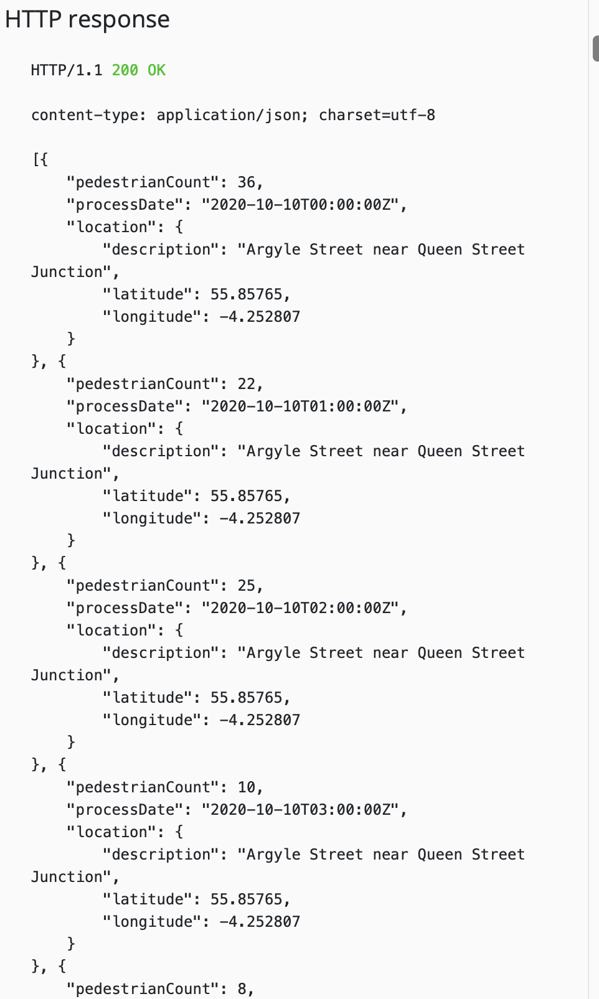 HTTP response
HTTP/1.1 200 OK
content-type: application/json; charset=utf-8
[{
    "pedestrianCount": 36,
    "processDate": "2020-10-10T00:00:00Z",
    "location": {
        "description": "Argyle Street near Queen Street
Junction",
        "latitude": 55.85765,
        "longitude": -4.252807
    }
}, {
    "pedestrianCount": 22,
    "processDate": "2020-10-10T01:00:00Z",
    "location": {
        "description": "Argyle Street near Queen Street
Junction",
        "latitude": 55.85765,
        "longitude": -4.252807
    }
}, {
    "pedestrianCount": 25,
    "processDate": "2020-10-10T02:00:00Z",
    "location": {
        "description": "Argyle Street near Queen Street
Junction",
        "latitude": 55.85765,
        "longitude": -4.252807
    }
}, {
    "pedestrianCount": 10,
    "processDate": "2020-10-10T03:00:00Z",
    "location": {
        "description": "Argyle Street near Queen Street
Junction",
        "latitude": 55.85765,
        "longitude": -4.252807
    }
}, {
    "pedestrianCount": 8,